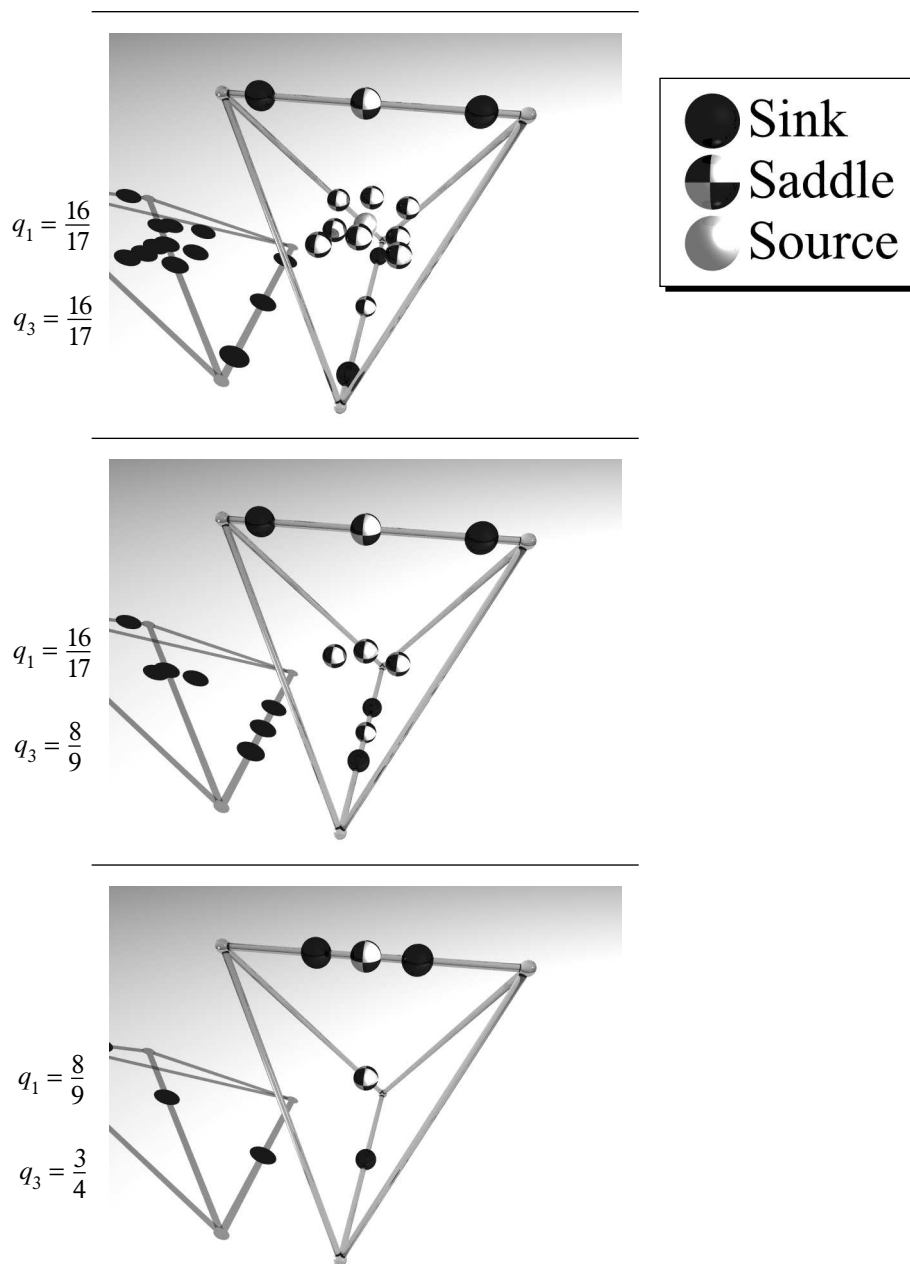 Sink
Saddle
Source
q₁ = 16/17
q₃ = 16/17
q₁ = 16/17
q₃ = 8/9
q₁ = 8/9
q₃ = 3/4